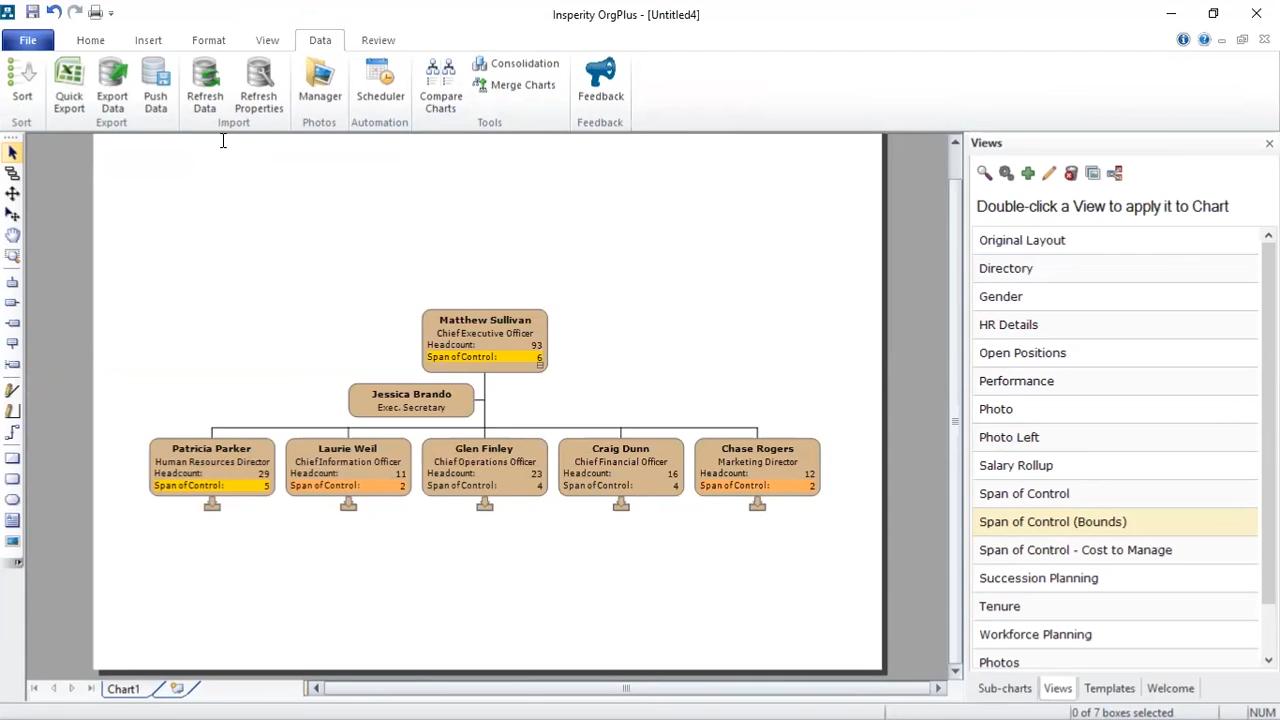 Insperity OrgPlus - [Untitled4]
File Home Insert Format View Data Review
Sort
Quick Export
Export Data
Push Data
Refresh Data
Refresh Properties
Manager
Scheduler
Compare Charts
Consolidation
Merge Charts
Feedback
Sort Export Import Photos Automation Tools Feedback
Matthew Sullivan
Chief Executive Officer
Headcount: 93
Span of Control: 6
Jessica Brando
Exec. Secretary
Patricia Parker
Human Resources Director
Headcount: 29
Span of Control: 5
Laurie Weil
Chief Information Officer
Headcount: 11
Span of Control: 2
Glen Finley
Chief Operations Officer
Headcount: 23
Span of Control: 4
Craig Dunn
Chief Financial Officer
Headcount: 16
Span of Control: 4
Chase Rogers
Marketing Director
Headcount: 12
Span of Control: 2
Views
Double-click a View to apply it to Chart
Original Layout
Directory
Gender
HR Details
Open Positions
Performance
Photo
Photo Left
Salary Rollup
Span of Control
Span of Control (Bounds)
Span of Control - Cost to Manage
Succession Planning
Tenure
Workforce Planning
Photos
Chart1
Sub-charts Views Templates Welcome
0 of 7 boxes selected NUM